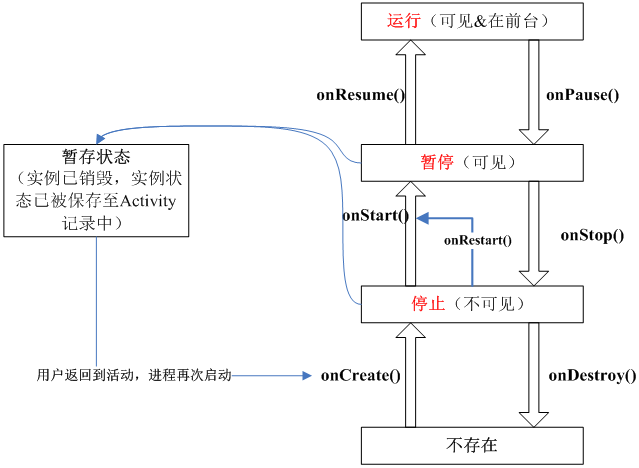 运行（可见&在前台）
onResume()
onPause()
暂存状态
（实例已销毁，实例状
态已被保存至Activity
记录中）
暂停（可见）
onStart()
onRestart()
onStop()
停止（不可见）
用户返回到活动，进程再次启动
onCreate()
onDestroy()
不存在